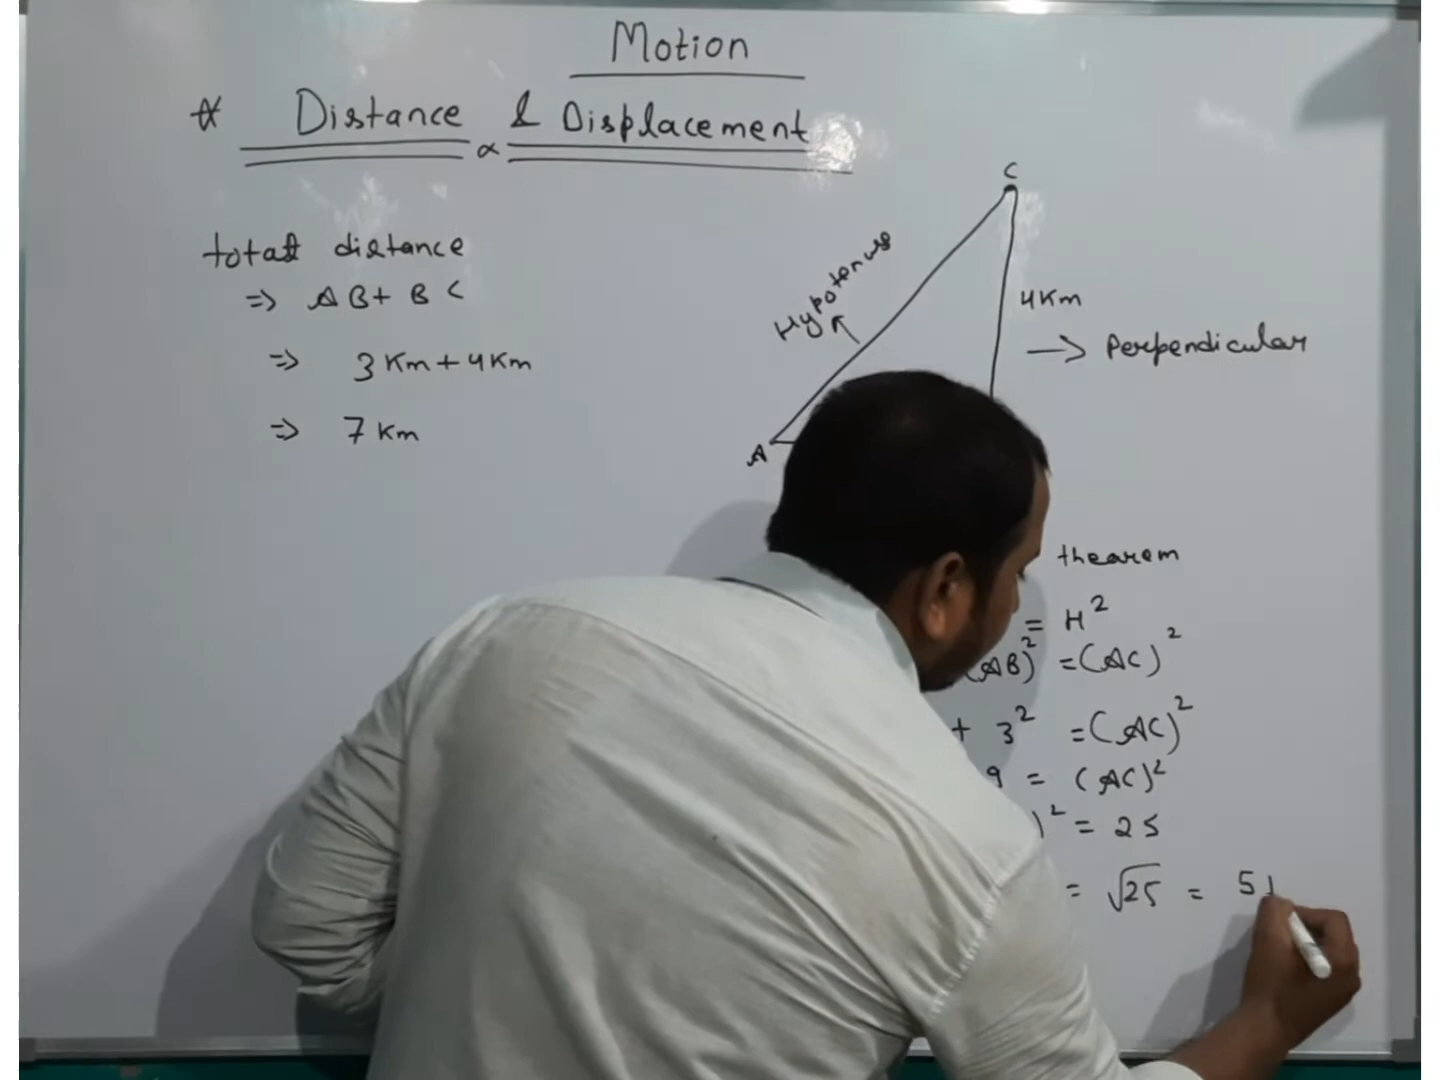 Motion
* Distance & Displacement
total distance
=> AB + BC
=> 3 Km + 4 Km
=> 7 Km
C
Hypotenus
4 Km
-> Perpendicular
A
thearem
= H²
(AB)² = (AC)²
+ 3² = (AC)²
9 = (AC)²
)² = 25
= √25 = 5